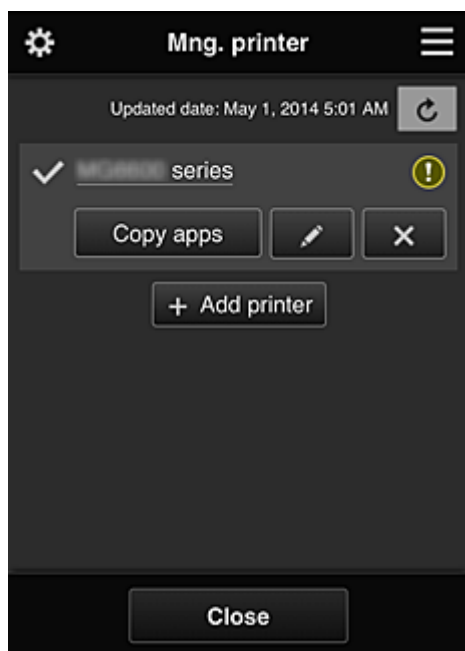 Mng. printer
Updated date: May 1, 2014 5:01 AM
series
Copy apps
+ Add printer
Close